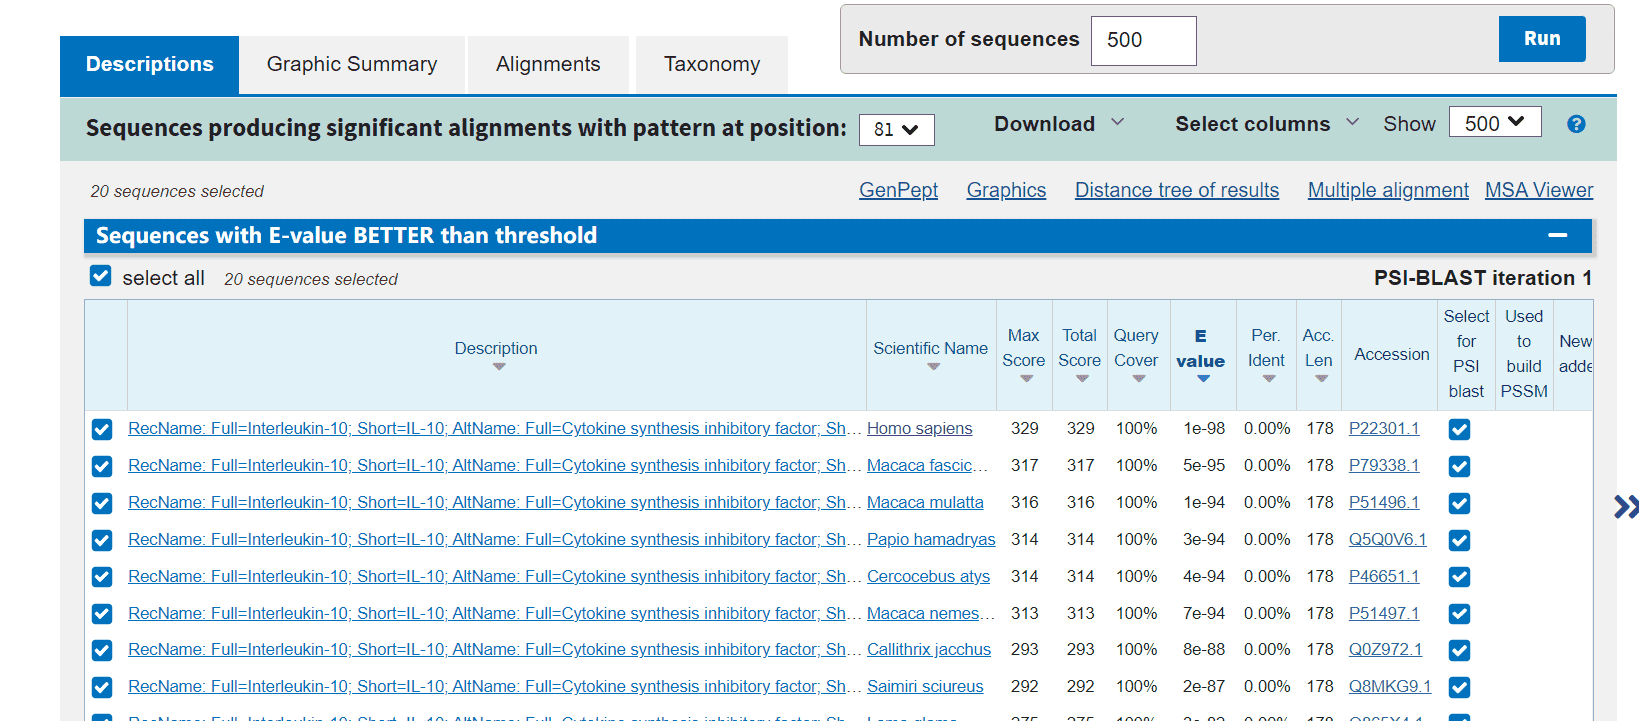 Number of sequences 500 Run
Descriptions Graphic Summary Alignments Taxonomy
Sequences producing significant alignments with pattern at position: 81 Download Select columns Show 500 ?
20 sequences selected GenPept Graphics Distance tree of results Multiple alignment MSA Viewer
Sequences with E-value BETTER than threshold
select all 20 sequences selected PSI-BLAST iteration 1
Description Scientific Name Max Score Total Score Query Cover E value Per. Ident Acc. Len Accession Select for PSI blast Used to build PSSM New adde
RecName: Full=Interleukin-10; Short=IL-10; AltName: Full=Cytokine synthesis inhibitory factor; Sh... Homo sapiens 329 329 100% 1e-98 0.00% 178 P22301.1
RecName: Full=Interleukin-10; Short=IL-10; AltName: Full=Cytokine synthesis inhibitory factor; Sh... Macaca fascic... 317 317 100% 5e-95 0.00% 178 P79338.1
RecName: Full=Interleukin-10; Short=IL-10; AltName: Full=Cytokine synthesis inhibitory factor; Sh... Macaca mulatta 316 316 100% 1e-94 0.00% 178 P51496.1
RecName: Full=Interleukin-10; Short=IL-10; AltName: Full=Cytokine synthesis inhibitory factor; Sh... Papio hamadryas 314 314 100% 3e-94 0.00% 178 Q5Q0V6.1
RecName: Full=Interleukin-10; Short=IL-10; AltName: Full=Cytokine synthesis inhibitory factor; Sh... Cercocebus atys 314 314 100% 4e-94 0.00% 178 P46651.1
RecName: Full=Interleukin-10; Short=IL-10; AltName: Full=Cytokine synthesis inhibitory factor; Sh... Macaca nemes... 313 313 100% 7e-94 0.00% 178 P51497.1
RecName: Full=Interleukin-10; Short=IL-10; AltName: Full=Cytokine synthesis inhibitory factor; Sh... Callithrix jacchus 293 293 100% 8e-88 0.00% 178 Q0Z972.1
RecName: Full=Interleukin-10; Short=IL-10; AltName: Full=Cytokine synthesis inhibitory factor; Sh... Saimiri sciureus 292 292 100% 2e-87 0.00% 178 Q8MKG9.1